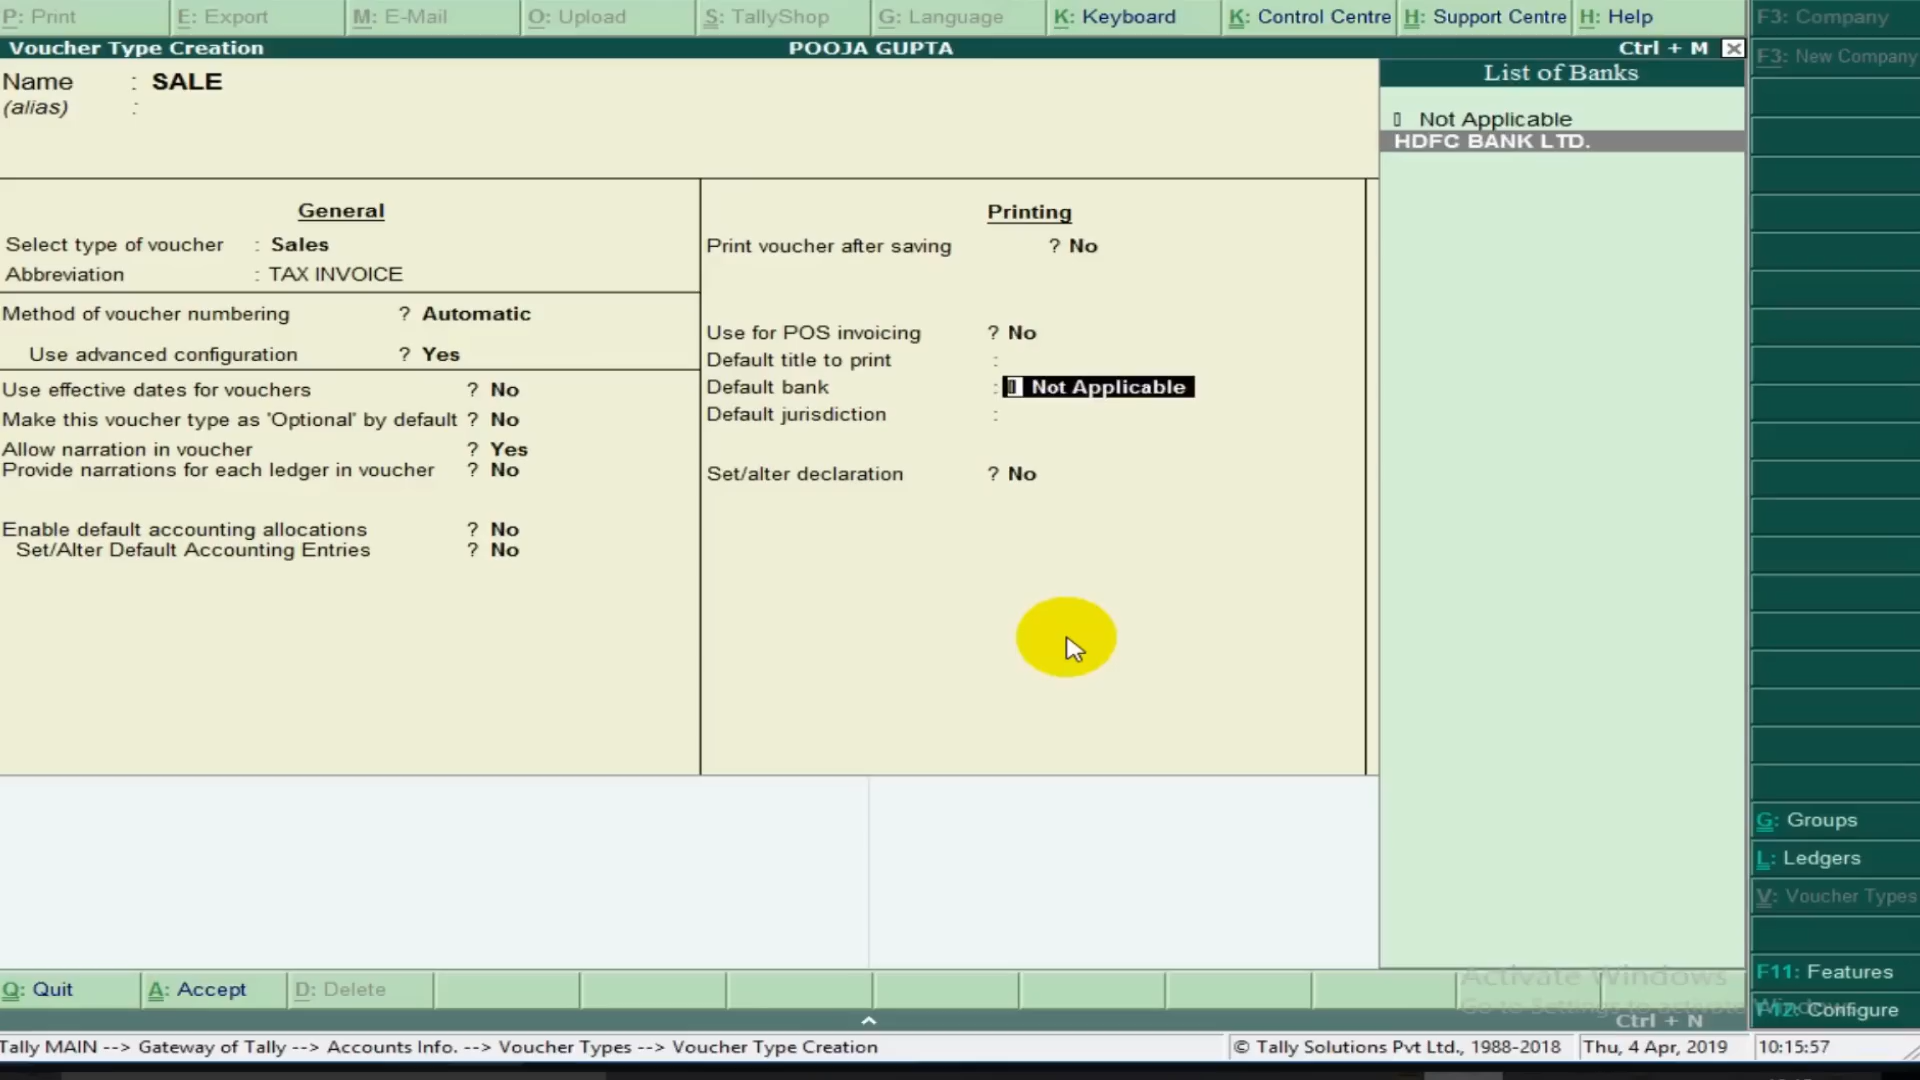 P: Print E: Export M: E-Mail O: Upload S: TallyShop G: Language K: Keyboard K: Control Centre H: Support Centre H: Help F3: Company
Voucher Type Creation POOJA GUPTA Ctrl + M
F3: New Company
Name : SALE
(alias) :
List of Banks
Not Applicable
HDFC BANK LTD.
General
Select type of voucher : Sales
Abbreviation : TAX INVOICE
Method of voucher numbering ? Automatic
Use advanced configuration ? Yes
Use effective dates for vouchers ? No
Make this voucher type as 'Optional' by default ? No
Allow narration in voucher ? Yes
Provide narrations for each ledger in voucher ? No
Enable default accounting allocations ? No
Set/Alter Default Accounting Entries ? No
Printing
Print voucher after saving ? No
Use for POS invoicing ? No
Default title to print :
Default bank : Not Applicable
Default jurisdiction :
Set/alter declaration ? No
G: Groups
L: Ledgers
V: Voucher Types
F11: Features
F12: Configure
Activate Windows
Go to Settings to activate Windows.
Q: Quit A: Accept D: Delete
Ctrl + N
Tally MAIN --> Gateway of Tally --> Accounts Info. --> Voucher Types --> Voucher Type Creation © Tally Solutions Pvt Ltd., 1988-2018 Thu, 4 Apr, 2019 10:15:57